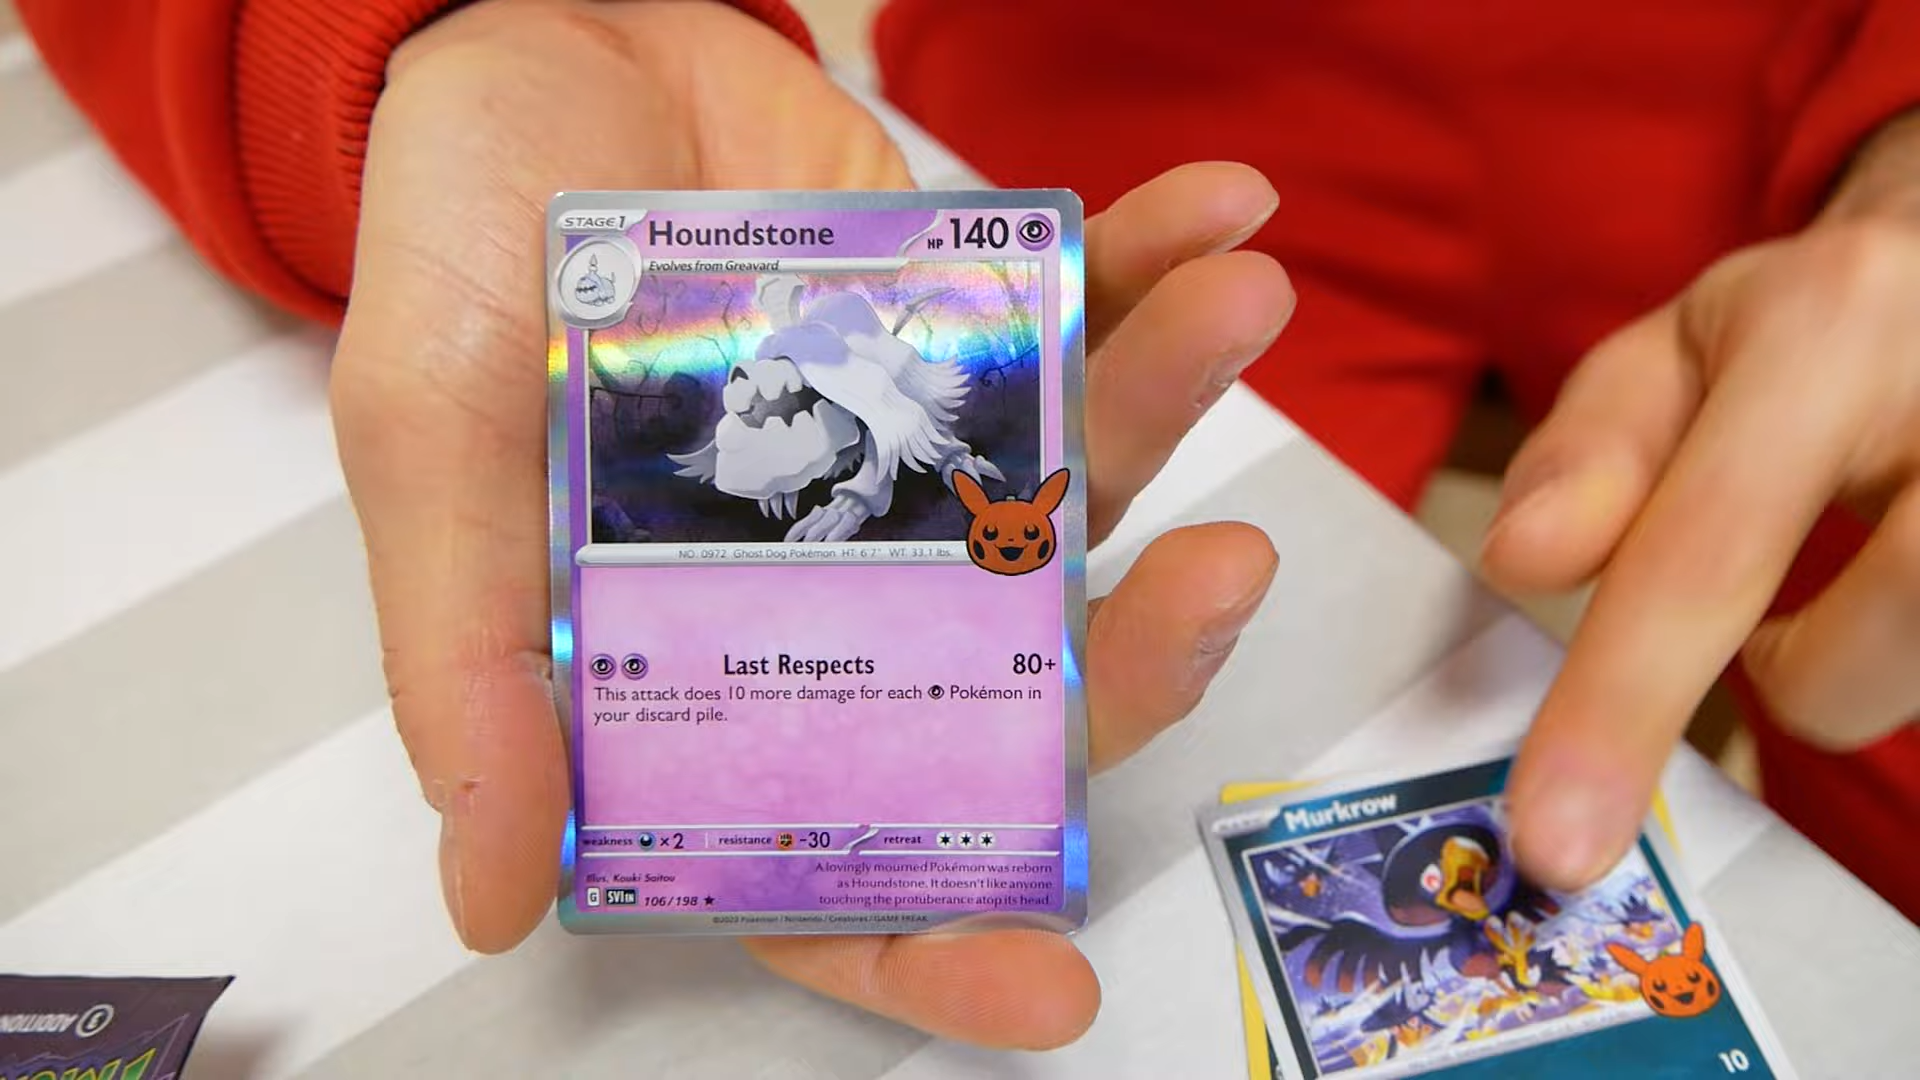 STAGE 1
Houndstone
HP 140
Evolves from Greavard
NO. 0972 Ghost Dog Pokémon HT: 6'7" WT: 33.1 lbs.
Last Respects 80+
This attack does 10 more damage for each Pokémon in
your discard pile.
weakness ×2 resistance -30 retreat
Illus. Kouki Saitou
A lovingly mourned Pokémon was reborn
as Houndstone. It doesn't like anyone
touching the protuberance atop its head.
G SVI EN 106/198
©2023 Pokémon / Nintendo / Creatures / GAME FREAK
Murkrow
10
3 ADDITION